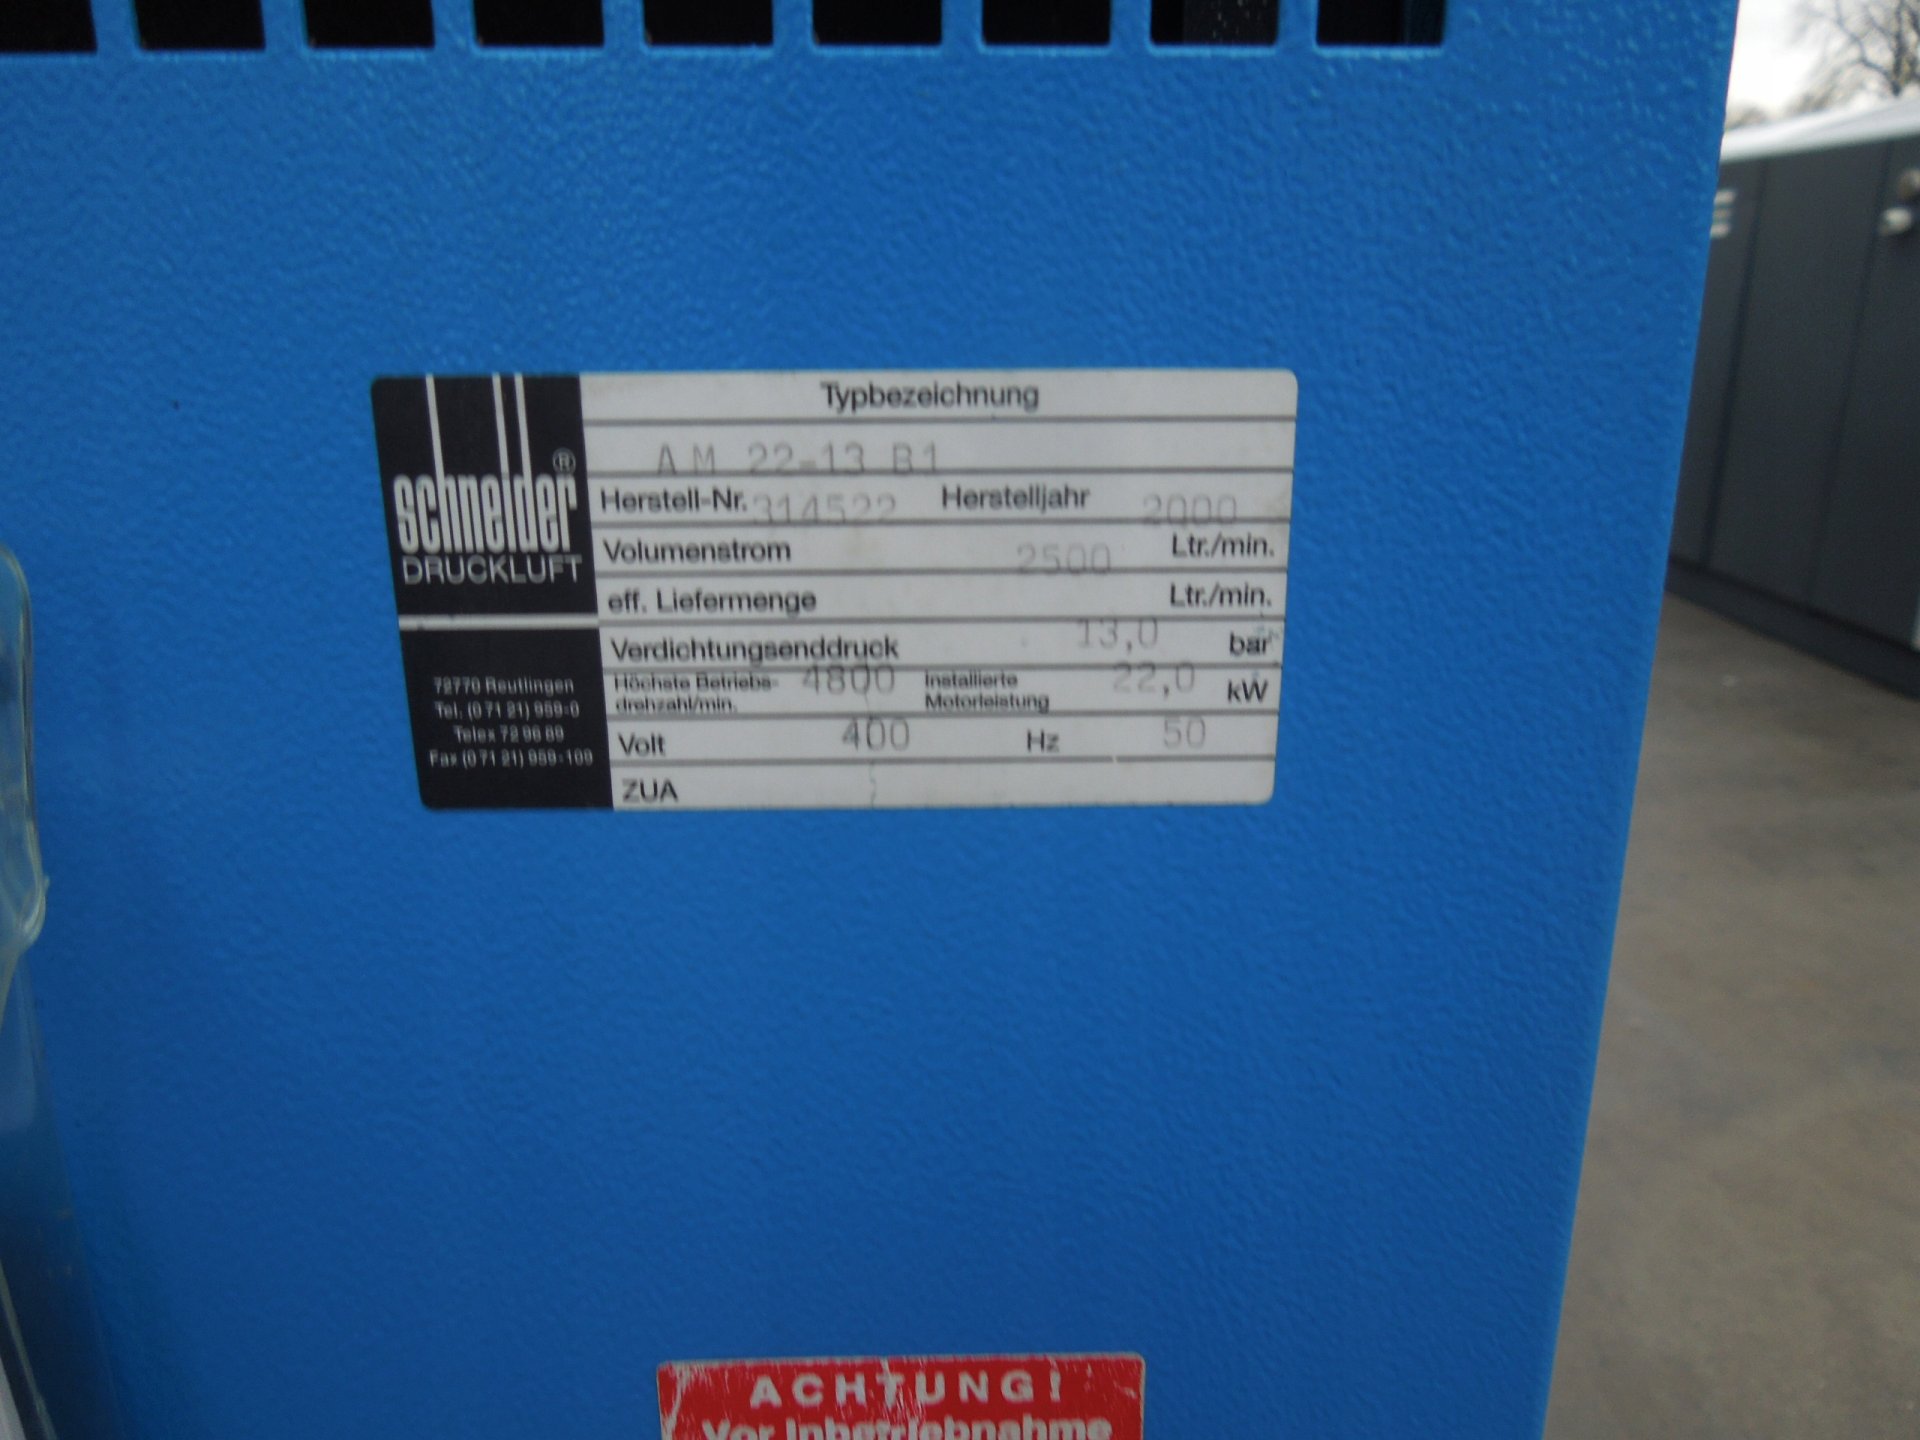 schneider®
DRUCKLUFT
72770 Reutlingen
Tel. (0 71 21) 959-0
Telex 72 96 89
Fax (0 71 21) 959-109
Typbezeichnung
AM 22-13 B1
Herstell-Nr. 314522 Herstelljahr 2000
Volumenstrom 2500 Ltr./min.
eff. Liefermenge Ltr./min.
Verdichtungsenddruck 13,0 bar
Höchste Betriebs- 4800 Installierte 22,0 kW
drehzahl/min. Motorleistung
Volt 400 Hz 50
ZUA
ACHTUNG!
Vor Inbetriebnahme